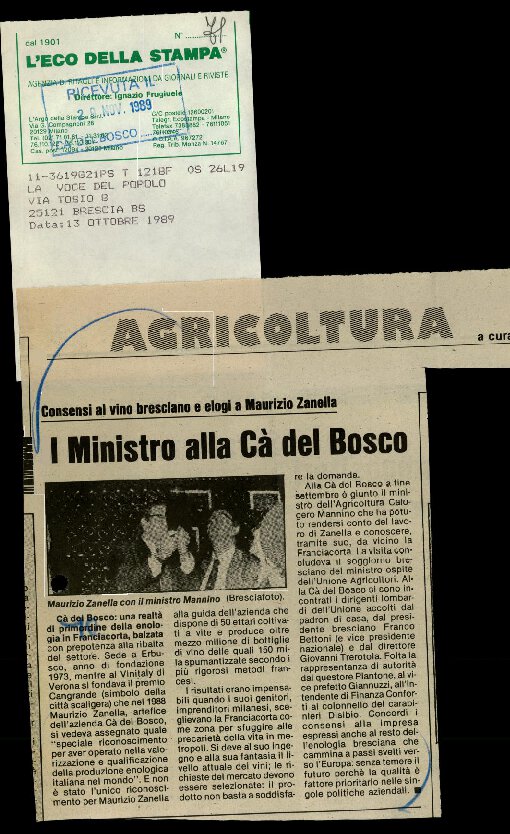 dal 1901
N°
L'ECO DELLA STAMPA®
AGENZIA DI RITAGLI E INFORMAZIONI DA GIORNALI E RIVISTE
Direttore: Ignazio Frugiuele
RICEVUTA IL
NOV. 1989
BOSCO
Via G. Compagnoni 28
20129 Milano
11-3619821PS T 1218F OS 26L19
LA VOCE DEL POPOLO
VIA TOSIO 8
25121 BRESCIA BS
Data:13 OTTOBRE 1989
AGRICOLTURA
a cura
Consensi al vino bresciano e elogi a Maurizio Zanella
I Ministro alla Cà del Bosco
Maurizio Zanella con il ministro Mannino (Bresciafoto).
Cà del Bosco: una realtà
di primordine della enolo-
gia in Franciacorta, balzata
con prepotenza alla ribalta
del settore. Sede a Erbu-
sco, anno di fondazione
1973, mentre al Vinitaly di
Verona si fondava il premio
Cangrande (simbolo della
città scaligera) che nel 1988
Maurizio Zanella, artefice
dell'azienda Cà del Bosco,
si vedeva assegnato quale
"speciale riconoscimento
per aver operato nella valo-
rizzazione e qualificazione
della produzione enologica
italiana nel mondo". E non
è stato l'unico riconosci-
mento per Maurizio Zanella
alla guida dell'azienda che
dispone di 50 ettari coltiva-
ti a vite e produce oltre
mezzo milione di bottiglie
di vino delle quali 150 mi-
la spumantizzate secondo i
più rigorosi metodi fran-
cesi.
I risultati erano impensa-
bili quando i suoi genitori,
imprenditori milanesi, sce-
glievano la Franciacorta co-
me zona per sfuggire alle
precarietà della vita in me-
tropoli. Si deve al suo inge-
gno e alla sua fantasia il li-
vello attuale dei vini; le ri-
chieste del mercato devono
essere selezionate: il pro-
dotto non basta a soddisfa-
re la domanda.
Alla Cà del Bosco a fine
settembre è giunto il mini-
stro dell'Agricoltura Calo-
gero Mannino che ha potu-
to rendersi conto del lavo-
ro di Zanella e conoscere,
tramite suo, da vicino la
Franciacorta. La visita con-
cludeva il soggiorno bre-
sciano del ministro ospite
dell'Unione Agricoltori. Al-
la Cà del Bosco si sono in-
contrati i dirigenti lombar-
di dell'Unione accolti dal
padron di casa, dal presi-
dente bresciano Franco
Bettoni (e vice presidente
nazionale) e dal direttore
Giovanni Trerotola. Folta la
rappresentanza di autorità
dal questore Plantone, al vi-
ce prefetto Giannuzzi, all'in-
tendente di Finanza Confor-
ti al colonnello dei carabi-
nieri Disibio. Concordi i
consensi alla impresa
espressi anche al resto del-
l'enologia bresciana che
cammina a passi svelti ver-
so l'Europa: senza temere il
futuro perchè la qualità è
fattore prioritario nelle sin-
gole politiche aziendali.